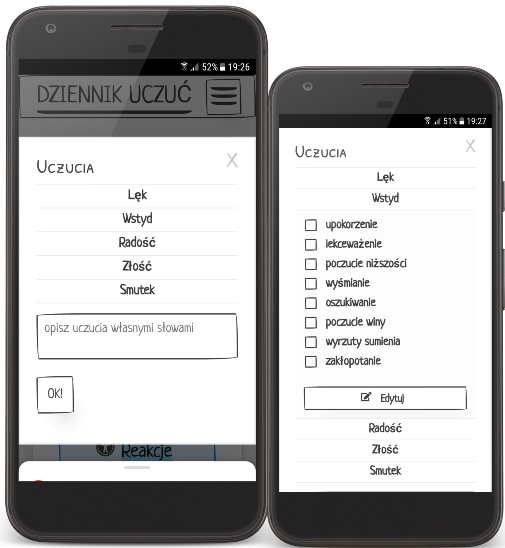 52% 19:26
DZIENNIK UCZUĆ
Uczucia X
Lęk
Wstyd
Radość
Złość
Smutek
opisz uczucia własnymi słowami
OK!
Reakcje
51% 19:27
Uczucia X
Lęk
Wstyd
upokorzenie
lekceważenie
poczucie niższości
wyśmianie
oszukiwanie
poczucie winy
wyrzuty sumienia
zakłopotanie
Edytuj
Radość
Złość
Smutek